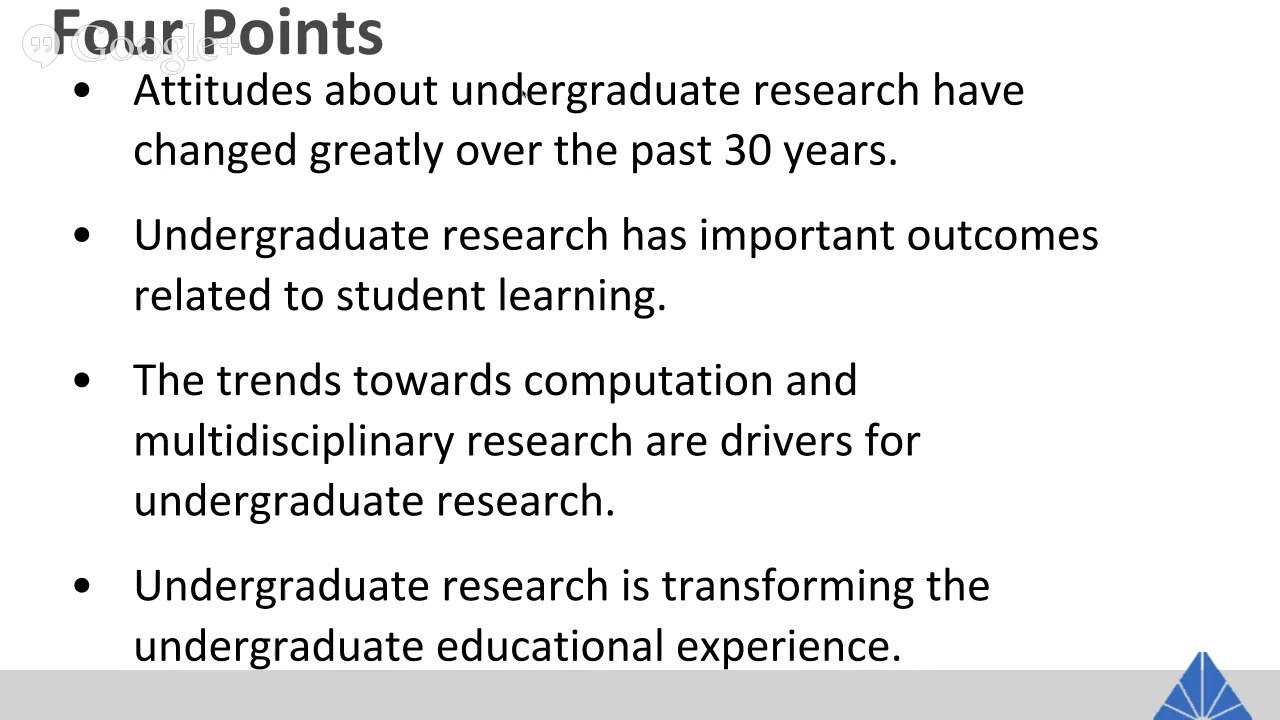 Four Points
Google+
• Attitudes about undergraduate research have
changed greatly over the past 30 years.
• Undergraduate research has important outcomes
related to student learning.
• The trends towards computation and
multidisciplinary research are drivers for
undergraduate research.
• Undergraduate research is transforming the
undergraduate educational experience.